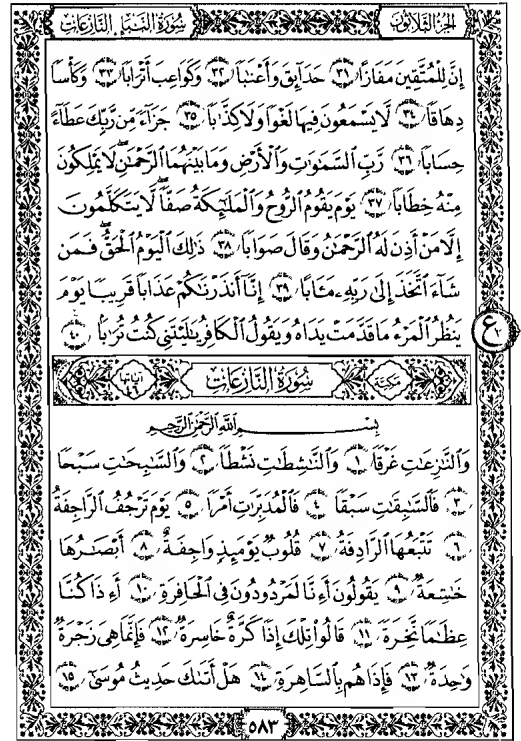 الجزء الثلاثون
سورة النبإ النازعات
إِنَّ لِلْمُتَّقِينَ مَفَازًا ٣١ حَدَآئِقَ وَأَعْنَٰبًا ٣٢ وَكَوَاعِبَ أَتْرَابًا ٣٣ وَكَأْسًا
دِهَاقًا ٣٤ لَّا يَسْمَعُونَ فِيهَا لَغْوًا وَلَا كِذَّٰبًا ٣٥ جَزَآءً مِّن رَّبِّكَ عَطَآءً
حِسَابًا ٣٦ رَّبِّ ٱلسَّمَٰوَٰتِ وَٱلْأَرْضِ وَمَا بَيْنَهُمَا ٱلرَّحْمَٰنِ لَا يَمْلِكُونَ
مِنْهُ خِطَابًا ٣٧ يَوْمَ يَقُومُ ٱلرُّوحُ وَٱلْمَلَٰٓئِكَةُ صَفًّا لَّا يَتَكَلَّمُونَ
إِلَّا مَنْ أَذِنَ لَهُ ٱلرَّحْمَٰنُ وَقَالَ صَوَابًا ٣٨ ذَٰلِكَ ٱلْيَوْمُ ٱلْحَقُّ فَمَن
شَآءَ ٱتَّخَذَ إِلَىٰ رَبِّهِۦ مَـَٔابًا ٣٩ إِنَّآ أَنذَرْنَٰكُمْ عَذَابًا قَرِيبًا يَوْمَ
يَنظُرُ ٱلْمَرْءُ مَا قَدَّمَتْ يَدَاهُ وَيَقُولُ ٱلْكَافِرُ يَٰلَيْتَنِى كُنتُ تُرَٰبًا ٤٠
ع
مكية
سورة النازعات
آياتها ٤٦
بِسْمِ ٱللَّهِ ٱلرَّحْمَٰنِ ٱلرَّحِيمِ
وَٱلنَّٰزِعَٰتِ غَرْقًا ١ وَٱلنَّٰشِطَٰتِ نَشْطًا ٢ وَٱلسَّٰبِحَٰتِ سَبْحًا
٣ فَٱلسَّٰبِقَٰتِ سَبْقًا ٤ فَٱلْمُدَبِّرَٰتِ أَمْرًا ٥ يَوْمَ تَرْجُفُ ٱلرَّاجِفَةُ
٦ تَتْبَعُهَا ٱلرَّادِفَةُ ٧ قُلُوبٌ يَوْمَئِذٍ وَاجِفَةٌ ٨ أَبْصَٰرُهَا
خَٰشِعَةٌ ٩ يَقُولُونَ أَءِنَّا لَمَرْدُودُونَ فِى ٱلْحَافِرَةِ ١٠ أَءِذَا كُنَّا
عِظَٰمًا نَّخِرَةً ١١ قَالُوا۟ تِلْكَ إِذًا كَرَّةٌ خَاسِرَةٌ ١٢ فَإِنَّمَا هِىَ زَجْرَةٌ
وَٰحِدَةٌ ١٣ فَإِذَا هُم بِٱلسَّاهِرَةِ ١٤ هَلْ أَتَىٰكَ حَدِيثُ مُوسَىٰٓ ١٥
٥٨٣